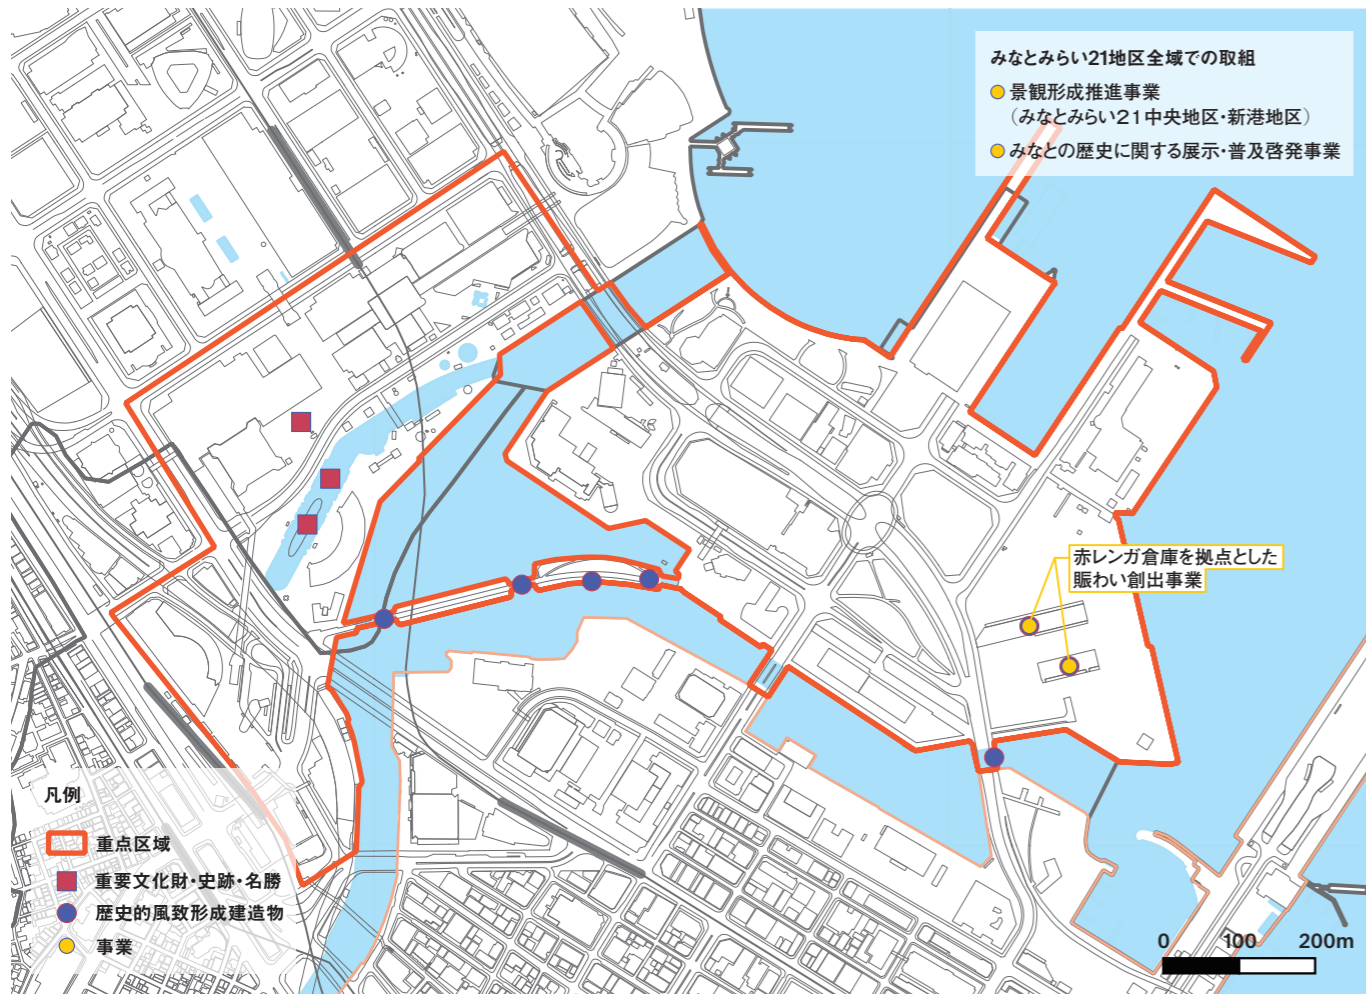 みなとみらい21地区全域での取組
景観形成推進事業
（みなとみらい21中央地区・新港地区）
みなとの歴史に関する展示・普及啓発事業
赤レンガ倉庫を拠点とした
賑わい創出事業
凡例
重点区域
重要文化財・史跡・名勝
歴史的風致形成建造物
事業
0 100 200m